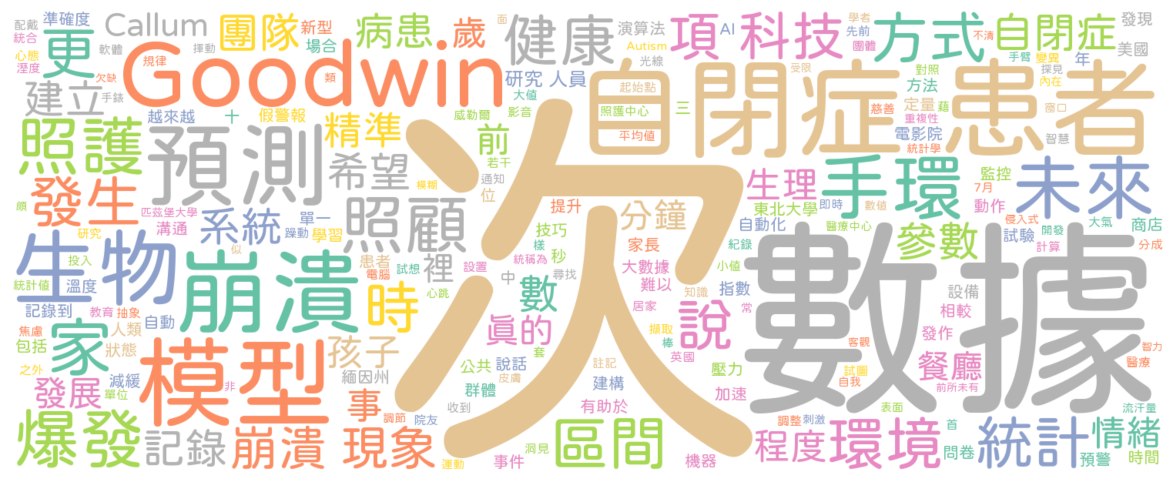 配戴 準確度 Callum 團隊 新型 病患 歲 健康 演算法 項 科技 方式 自閉症 發現
統合 更 場合 Autism AI 學者 先前 不清 美國
心態 軟體 揮動 面 光線 團體 手臂 變異
溼度 欠缺 規律 類 Goodwin 研究 人員 自閉症 患者 對照 探見 年
建立 手錶 大值 起始點 方法 內在
越來越 十 假警報 威勒爾 影音 照護中心 三 定量 藉 慈善 窗口
照護 預測 精準 前 若干 平均值 受限 電影院 重複性 智慧
統計學
希望 模糊 通知 手環 未來
發生 位 生理 監控
順 匹茲堡大學 單一 提升 分鐘 東北大學 即時 數值 7月 動作
研究 溝通 系統 躁動 學習 照顧 技巧 家長 自動化 醫療中心 侵入式 大氣
生物 似 裡 樣 秒 紀錄 參數 試驗 開發 商店
投入 患者 統稱為 大數據 計算 分成
統計值 溫度 崩潰 電腦 試想 設置 中 尋找 難以 小值 指數
心跳 數 知識 設備
記錄到 教育 抽象 時 居家 常 相較
焦慮 自動 人類 模型 真的 擷取 說 數據 發作
包括 家 狀態 孩子 套 註記 英國 棒 客觀 智力
之外 公共 說話 次 壓力 試圖 餐廳 醫療
發展 減緩 緬因州 皮膚 建構 自我 前所未有
單位 非 群體 有助於 加速 表面
爆發 事 調節 院友 收到 調整 刺激 首 流汗量
記錄 崩潰 現象 洞見 區間 程度 環境 問卷 統計 情緒
運動 事件 機器 預警 時間